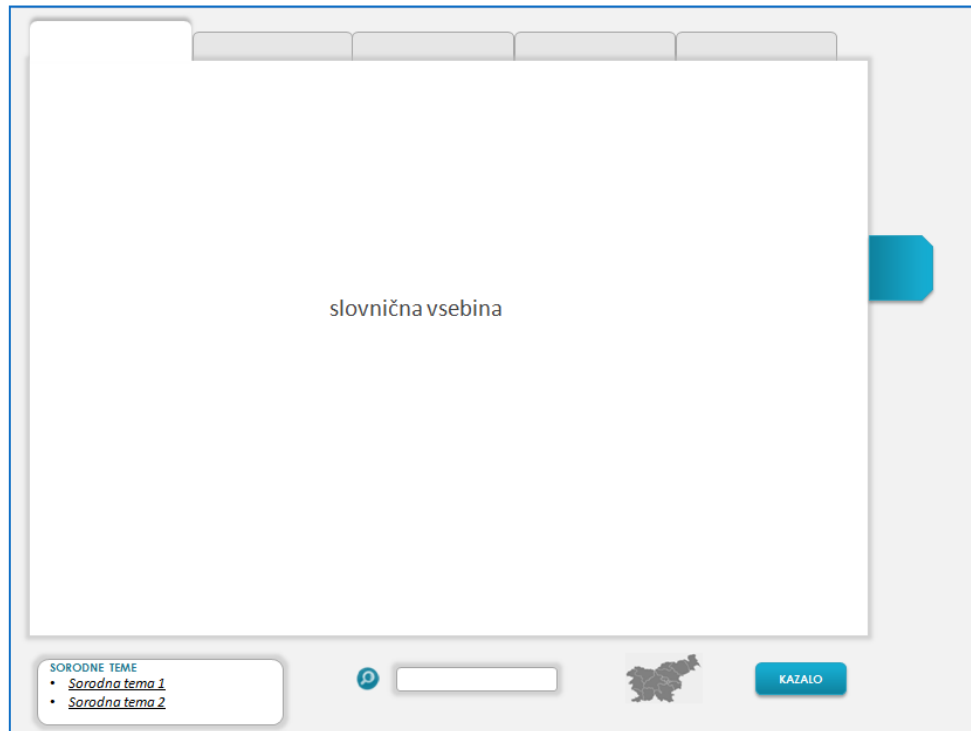 slovnična vsebina
SORODNE TEME
• Sorodna tema 1
• Sorodna tema 2
KAZALO